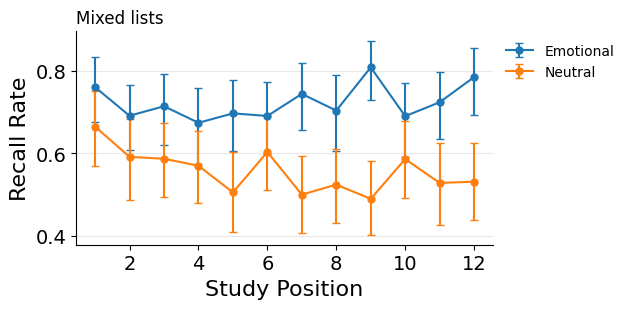 Mixed lists
Emotional
Neutral
0.8
0.6
0.4
Recall Rate
2 4 6 8 10 12
Study Position